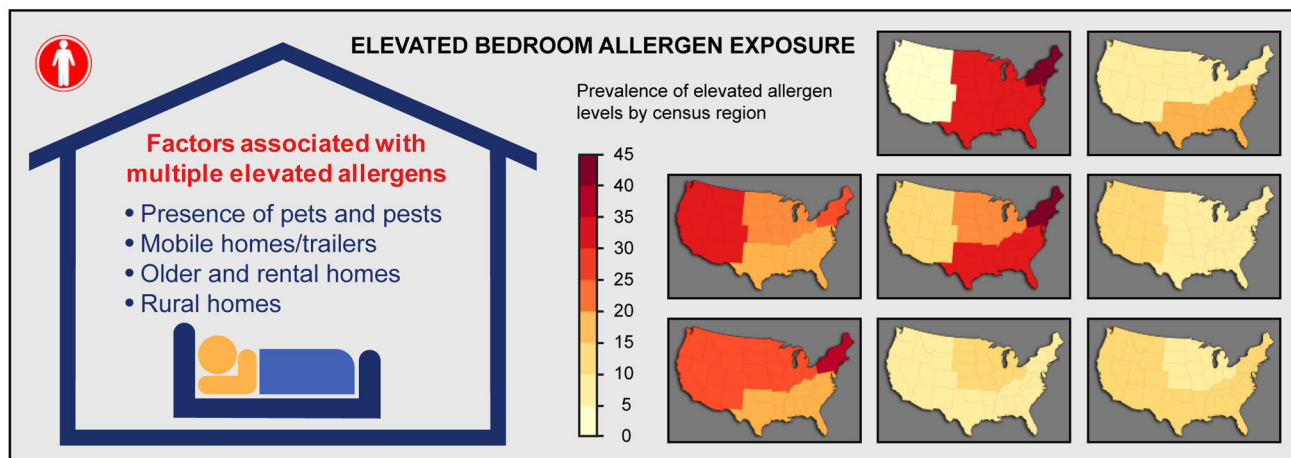 ELEVATED BEDROOM ALLERGEN EXPOSURE
Factors associated with
multiple elevated allergens
• Presence of pets and pests
• Mobile homes/trailers
• Older and rental homes
• Rural homes
Prevalence of elevated allergen
levels by census region
45
40
35
30
25
20
15
10
5
0